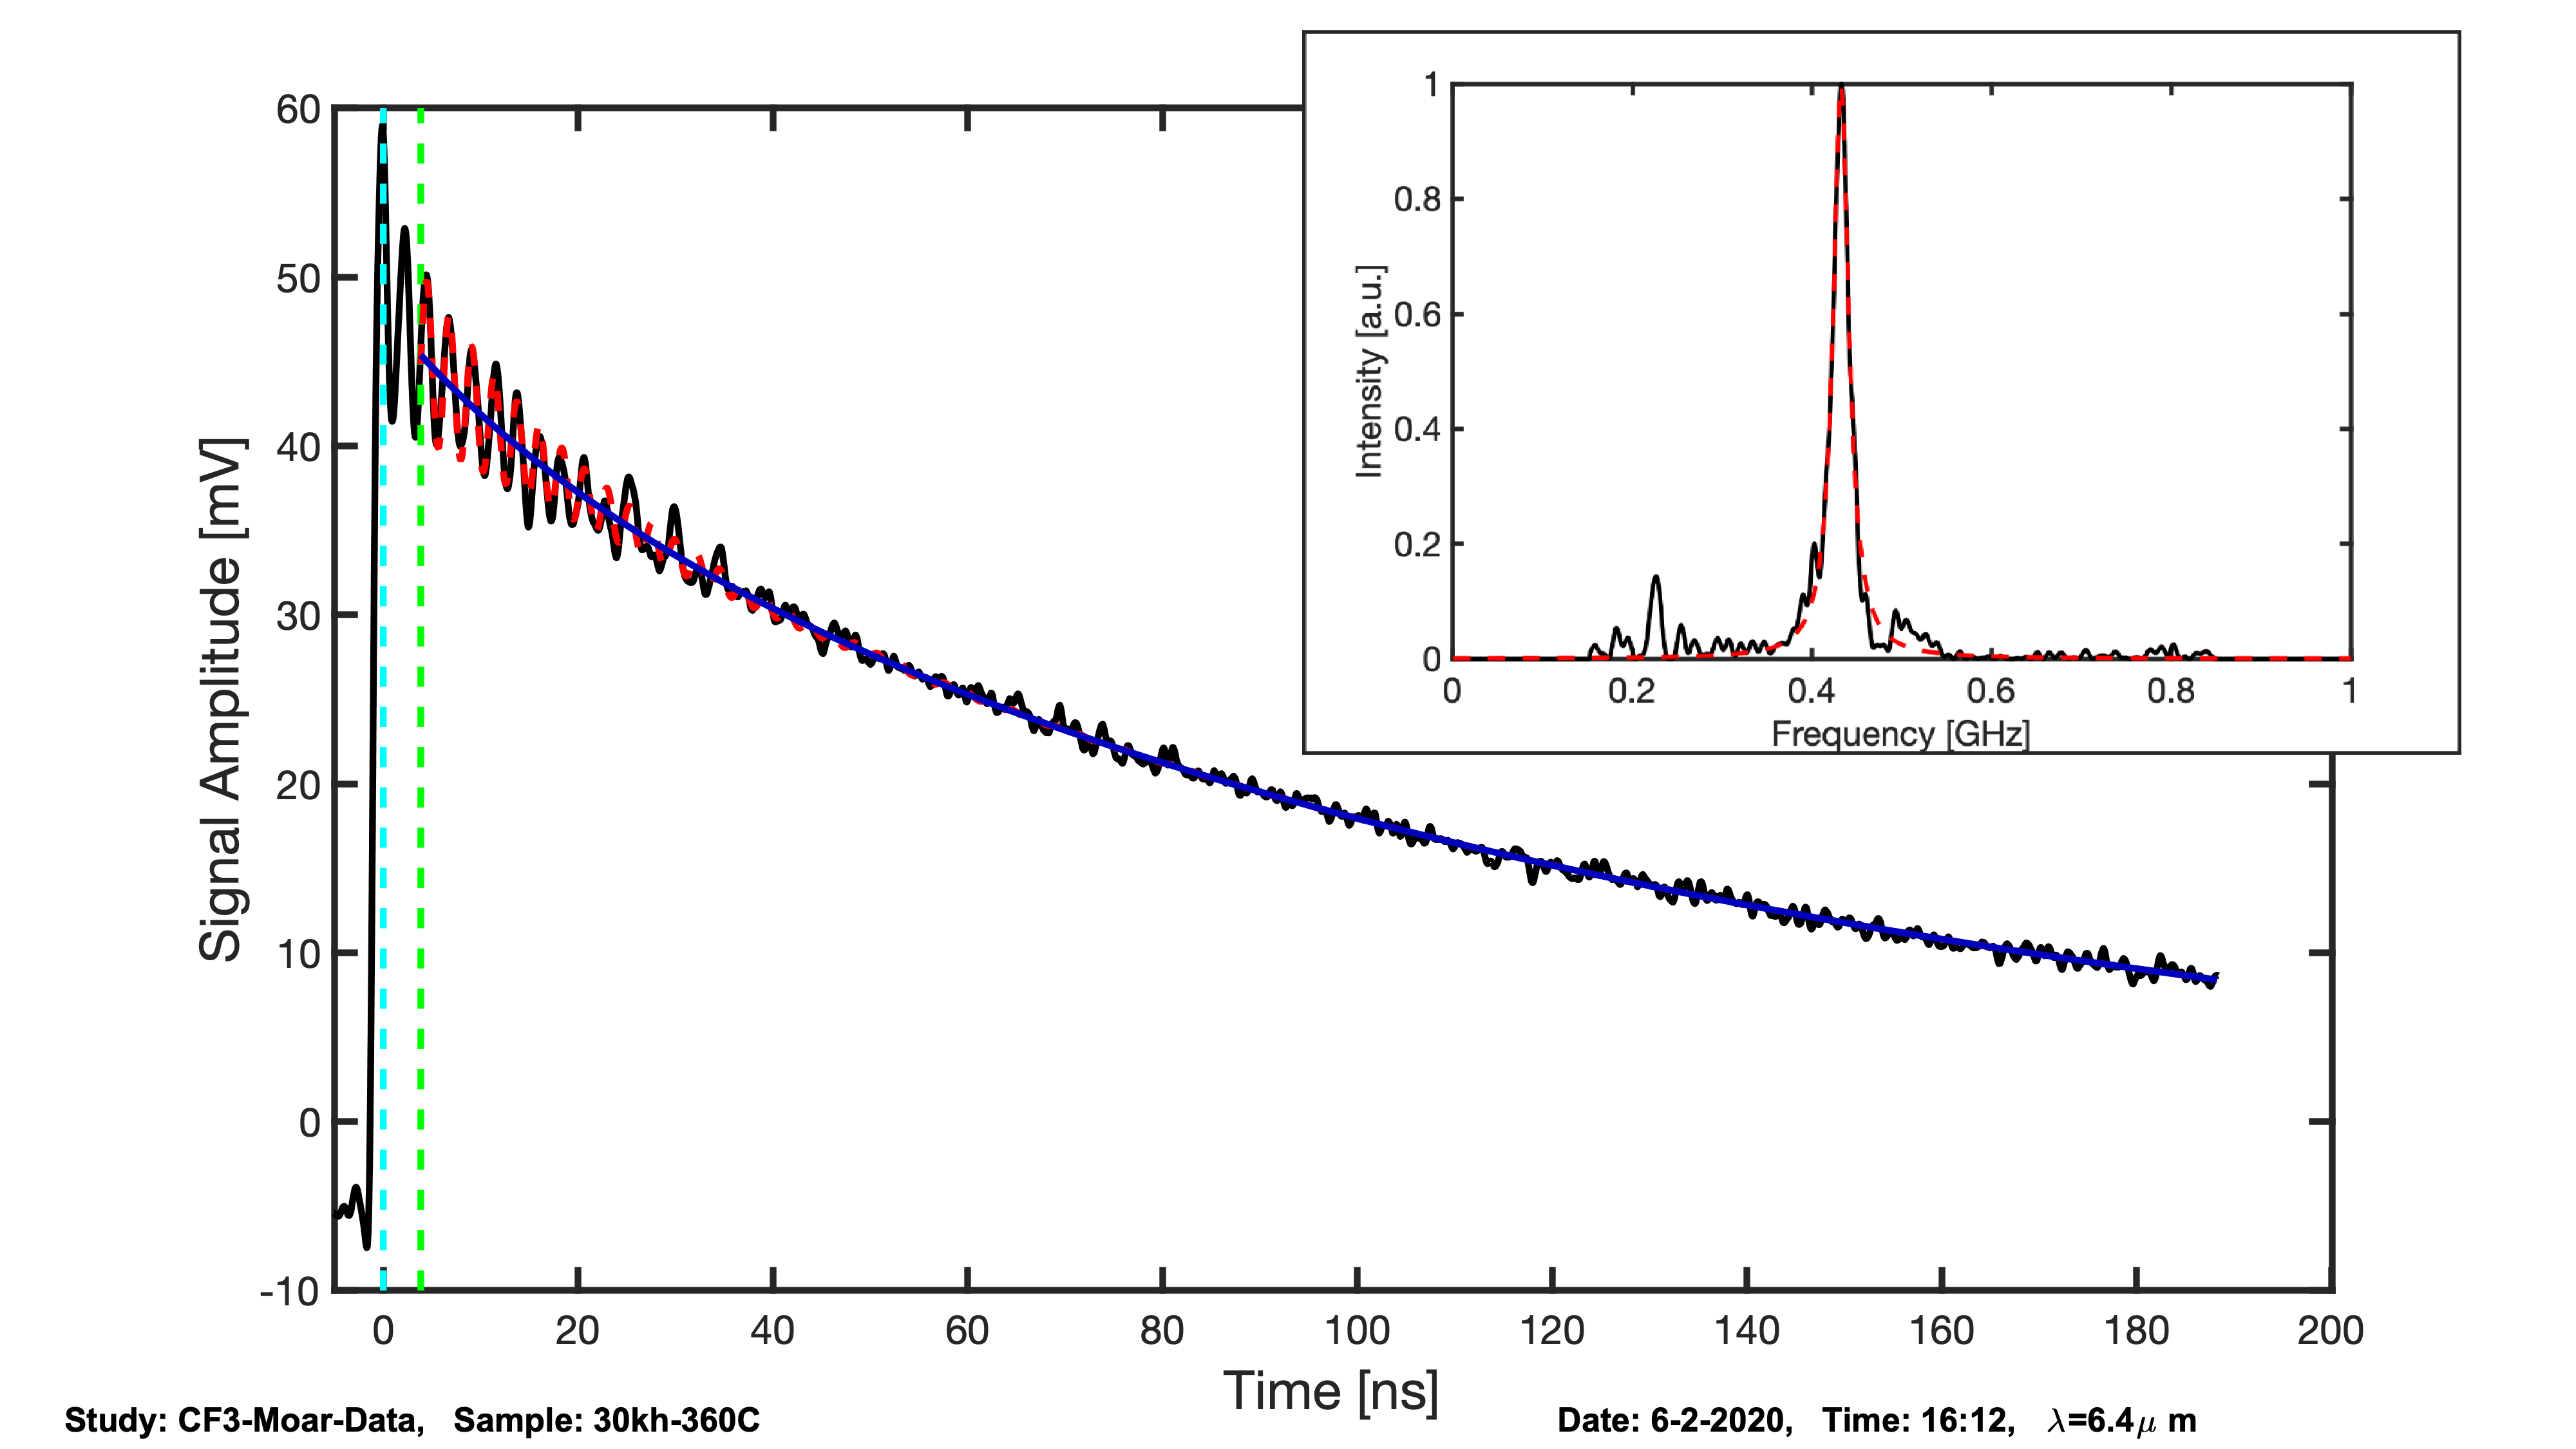 60
50
40
30
20
10
0
-10
Signal Amplitude [mV]
0 20 40 60 80 100 120 140 160 180 200
Time [ns]
1
0.8
0.6
0.4
0.2
0
Intensity [a.u.]
0 0.2 0.4 0.6 0.8 1
Frequency [GHz]
Study: CF3-Moar-Data, Sample: 30kh-360C
Date: 6-2-2020, Time: 16:12, λ=6.4μ m